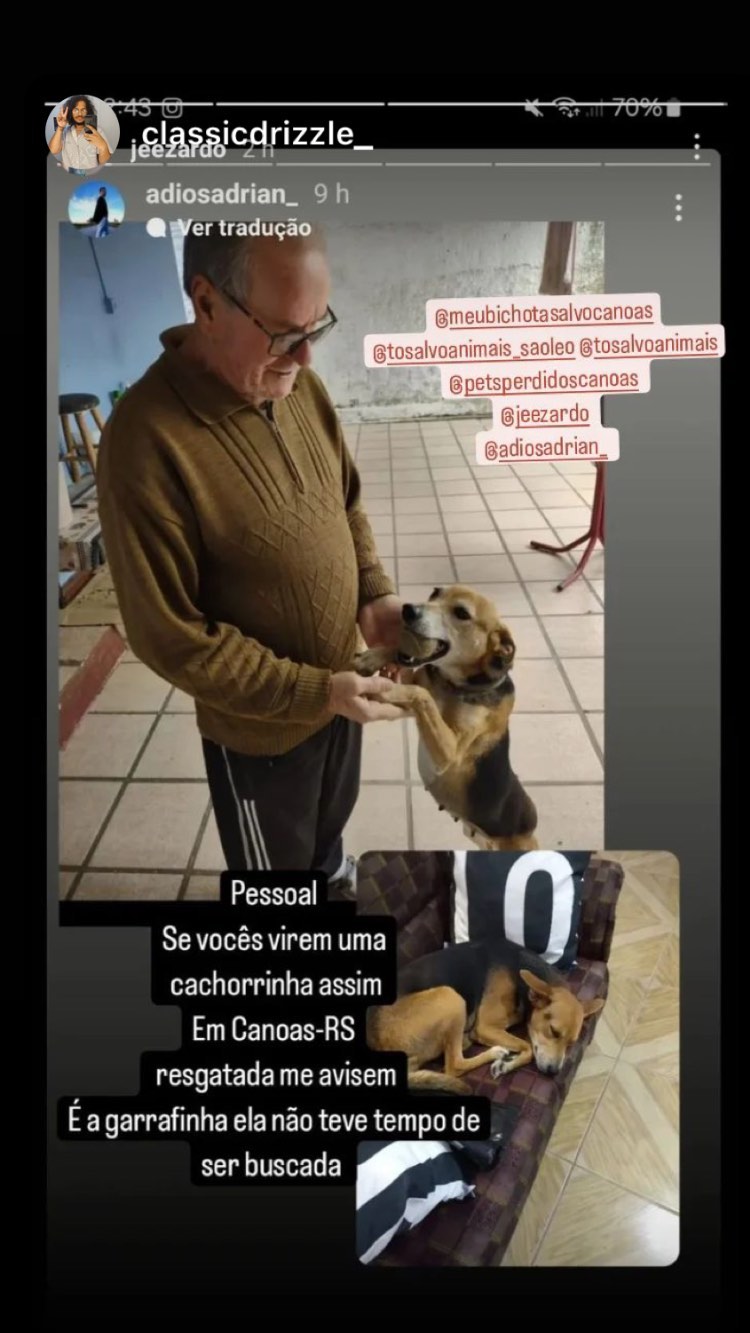 :43
70%
classicdrizzle_
jeezardo 2 h
adiosadrian_ 9 h
Ver tradução
@meubichotasalvocanoas
@tosalvoanimais_saoleo @tosalvoanimais
@petsperdidoscanoas
@jeezardo
@adiosadrian_
Pessoal
Se vocês virem uma
cachorrinha assim
Em Canoas-RS
resgatada me avisem
É a garrafinha ela não teve tempo de
ser buscada